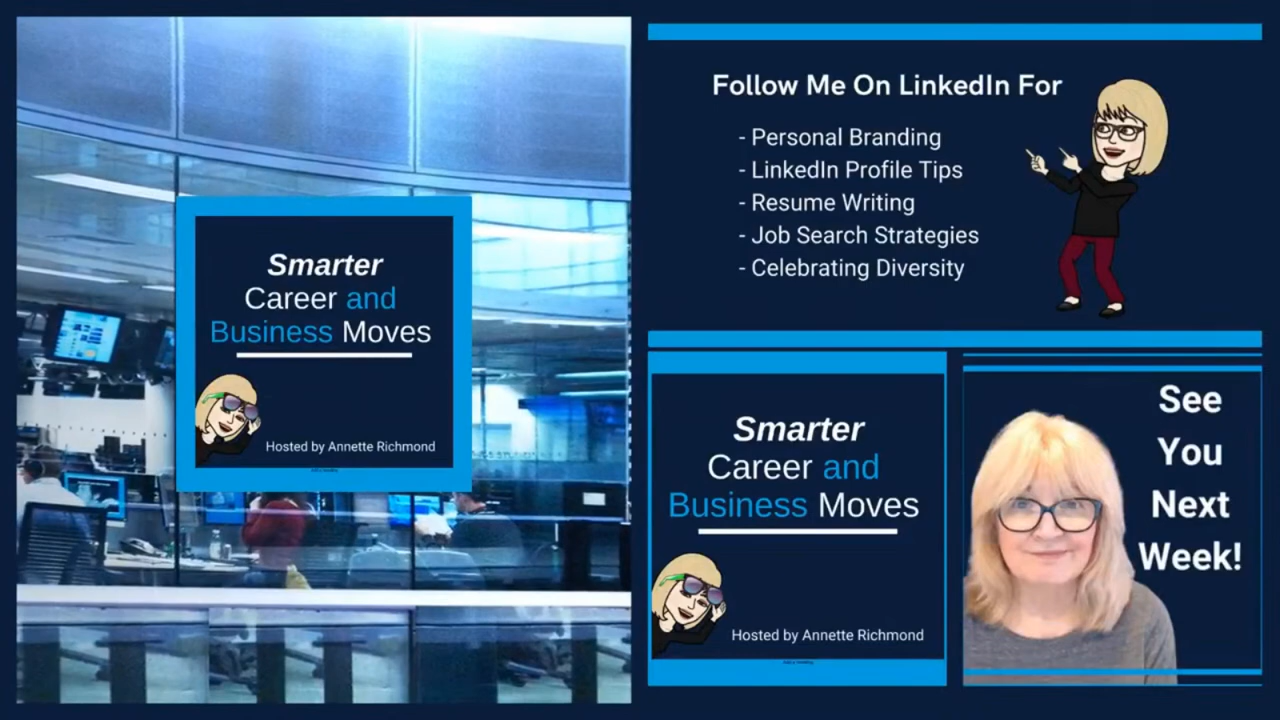 Smarter
Career and
Business Moves
Hosted by Annette Richmond
Follow Me On LinkedIn For
- Personal Branding
- LinkedIn Profile Tips
- Resume Writing
- Job Search Strategies
- Celebrating Diversity
Smarter
Career and
Business Moves
Hosted by Annette Richmond
See
You
Next
Week!